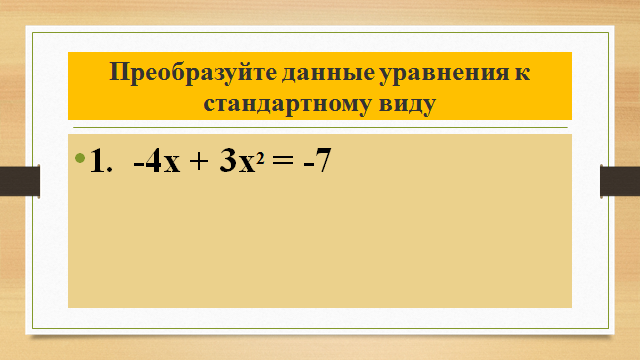 Преобразуйте данные уравнения к
стандартному виду
• 1. -4x + 3x² = -7